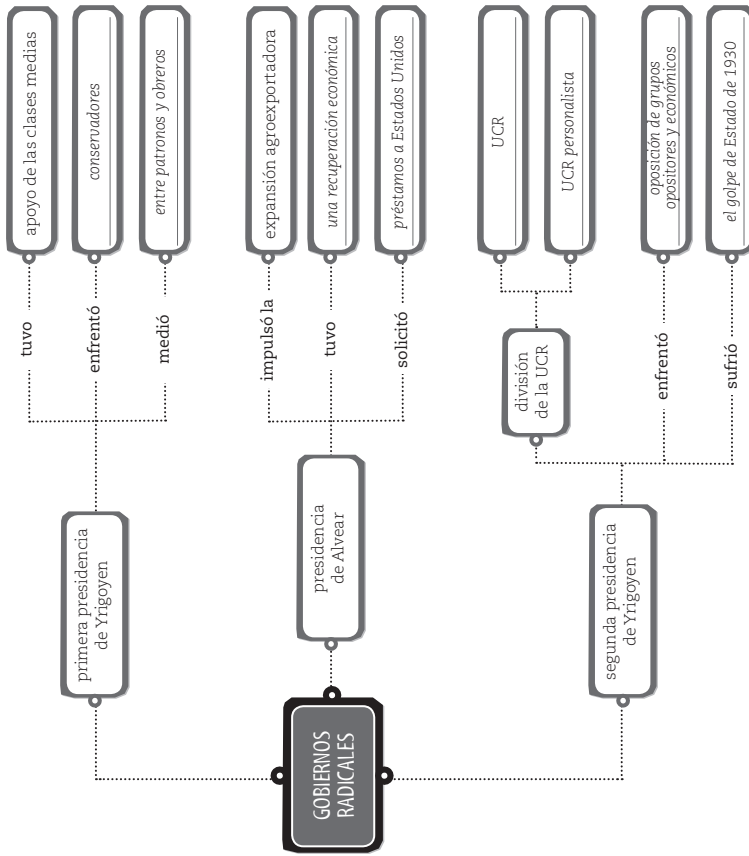 GOBIERNOS
RADICALES
primera presidencia
de Yrigoyen
tuvo
apoyo de las clases medias
enfrentó
conservadores
medió
entre patronos y obreros
presidencia
de Alvear
impulsó la
expansión agroexportadora
tuvo
una recuperación económica
solicitó
préstamos a Estados Unidos
segunda presidencia
de Yrigoyen
división
de la UCR
UCR
UCR personalista
enfrentó
oposición de grupos
opositores y económicos
sufrió
el golpe de Estado de 1930